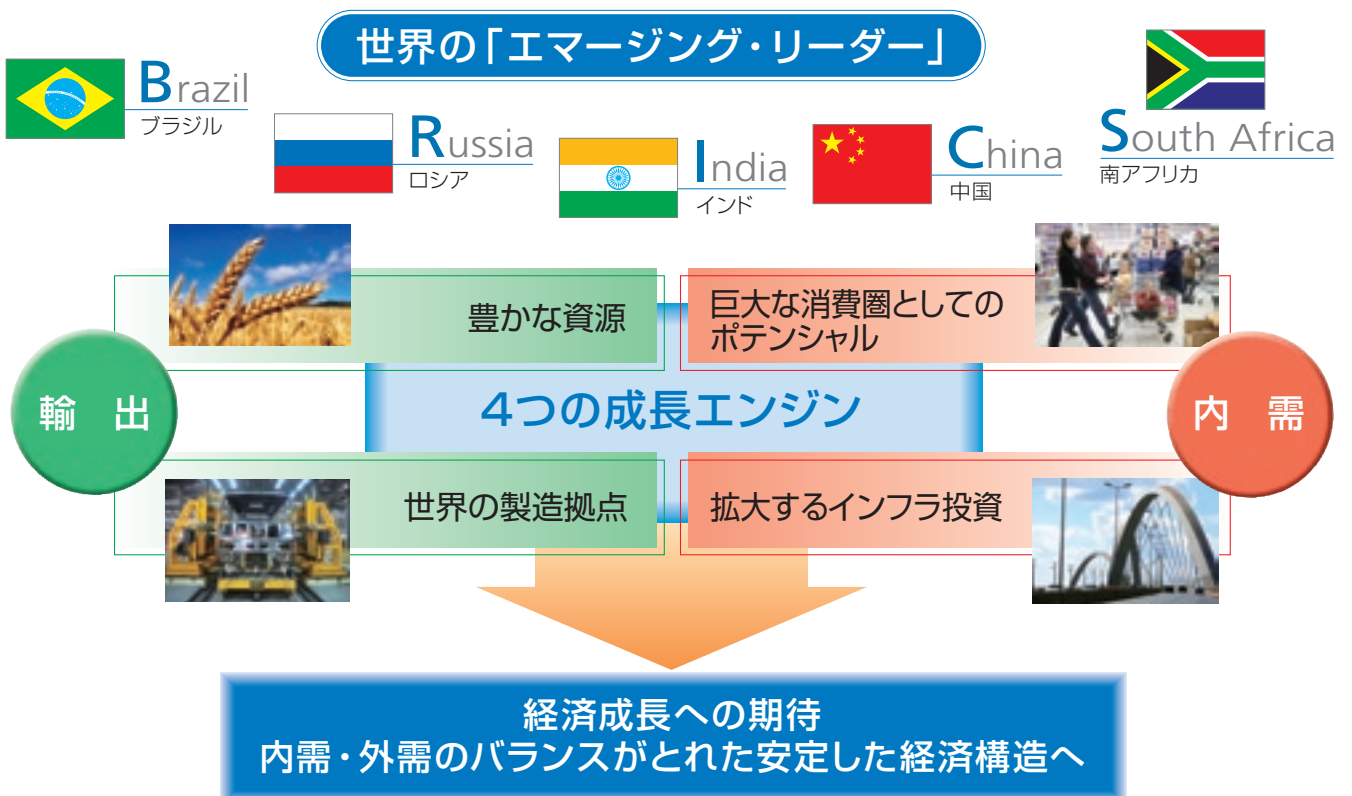 世界の「エマージング・リーダー」
Brazil
ブラジル
Russia
ロシア
India
インド
China
中国
South Africa
南アフリカ
豊かな資源
巨大な消費圏としての
ポテンシャル
輸 出
4つの成長エンジン
内 需
世界の製造拠点
拡大するインフラ投資
経済成長への期待
内需・外需のバランスがとれた安定した経済構造へ